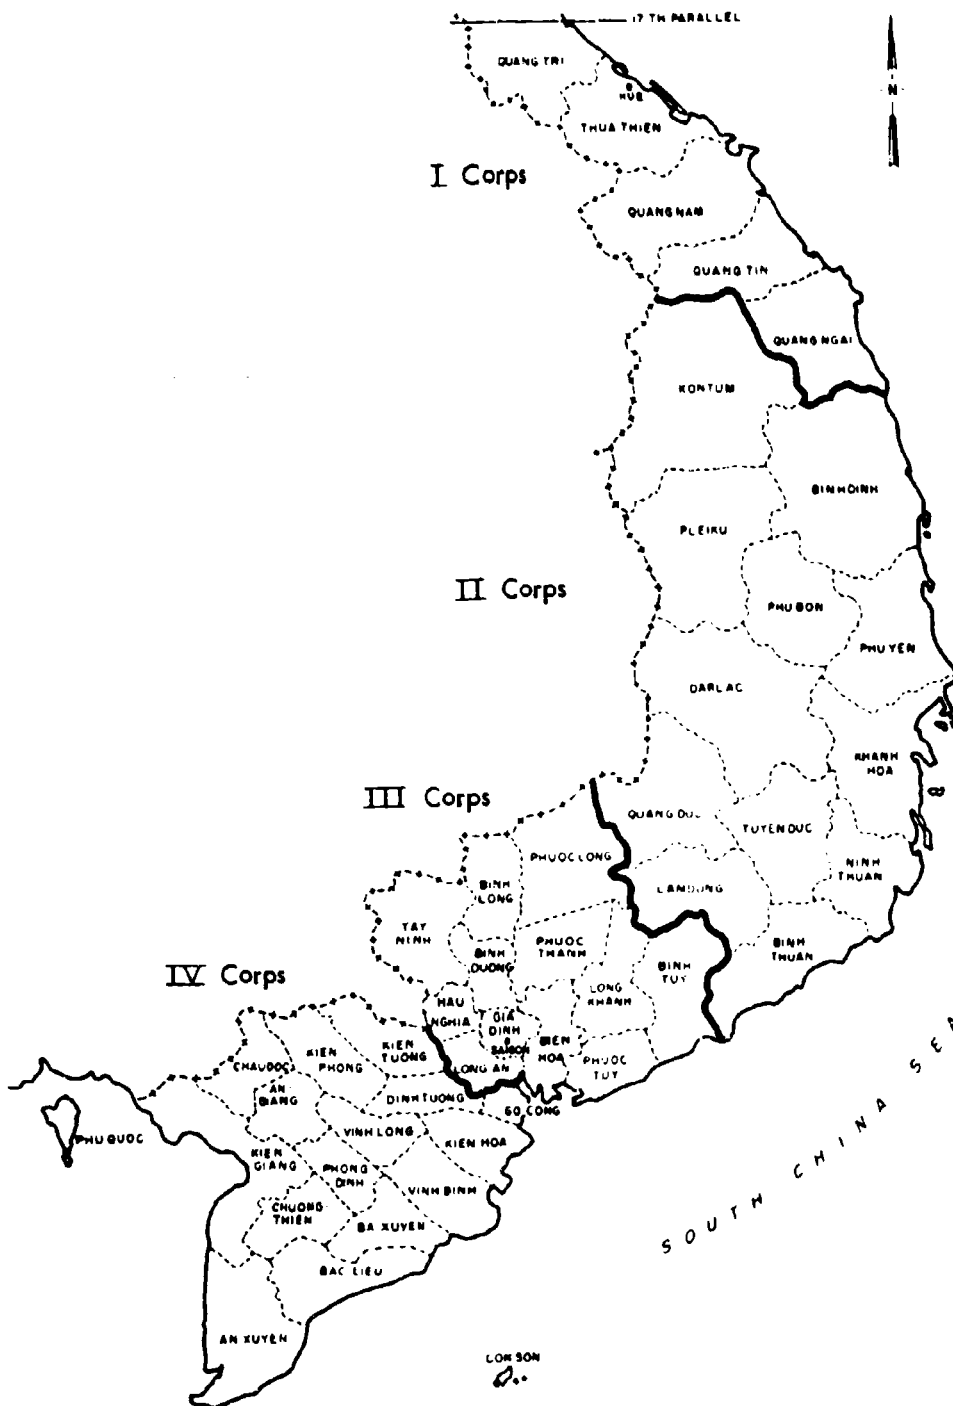 17 TH PARALLEL
QUANG TRI
HUE
THUA THIEN
N
I Corps
QUANG NAM
QUANG TIN
QUANG NGAI
KONTUM
BINH DINH
PLEIKU
II Corps
PHU BON
PHU YEN
DARLAC
KHANH
HOA
III Corps
QUANG DUC
TUYEN DUC
PHUOC LONG
NINH
THUAN
BINH
LONG
LAM DONG
TAY
NINH
PHUOC
THANH
BINH
THUAN
BINH
DUONG
BINH
TUY
IV Corps
LONG
KHANH
HAU
NGHIA
GIA
DINH
SAIGON
BIEN
HOA
PHUOC
TUY
KIEN
TUONG
KIEN
PHONG
CHAU DOC
LONG AN
AN
GIANG
DINH TUONG
GO CONG
PHU QUOC
VINH LONG
KIEN HOA
KIEN
GIANG
PHONG
DINH
VINH BINH
CHUONG
THIEN
BA XUYEN
BAC LIEU
AN XUYEN
CON SON
SOUTH CHINA SEA